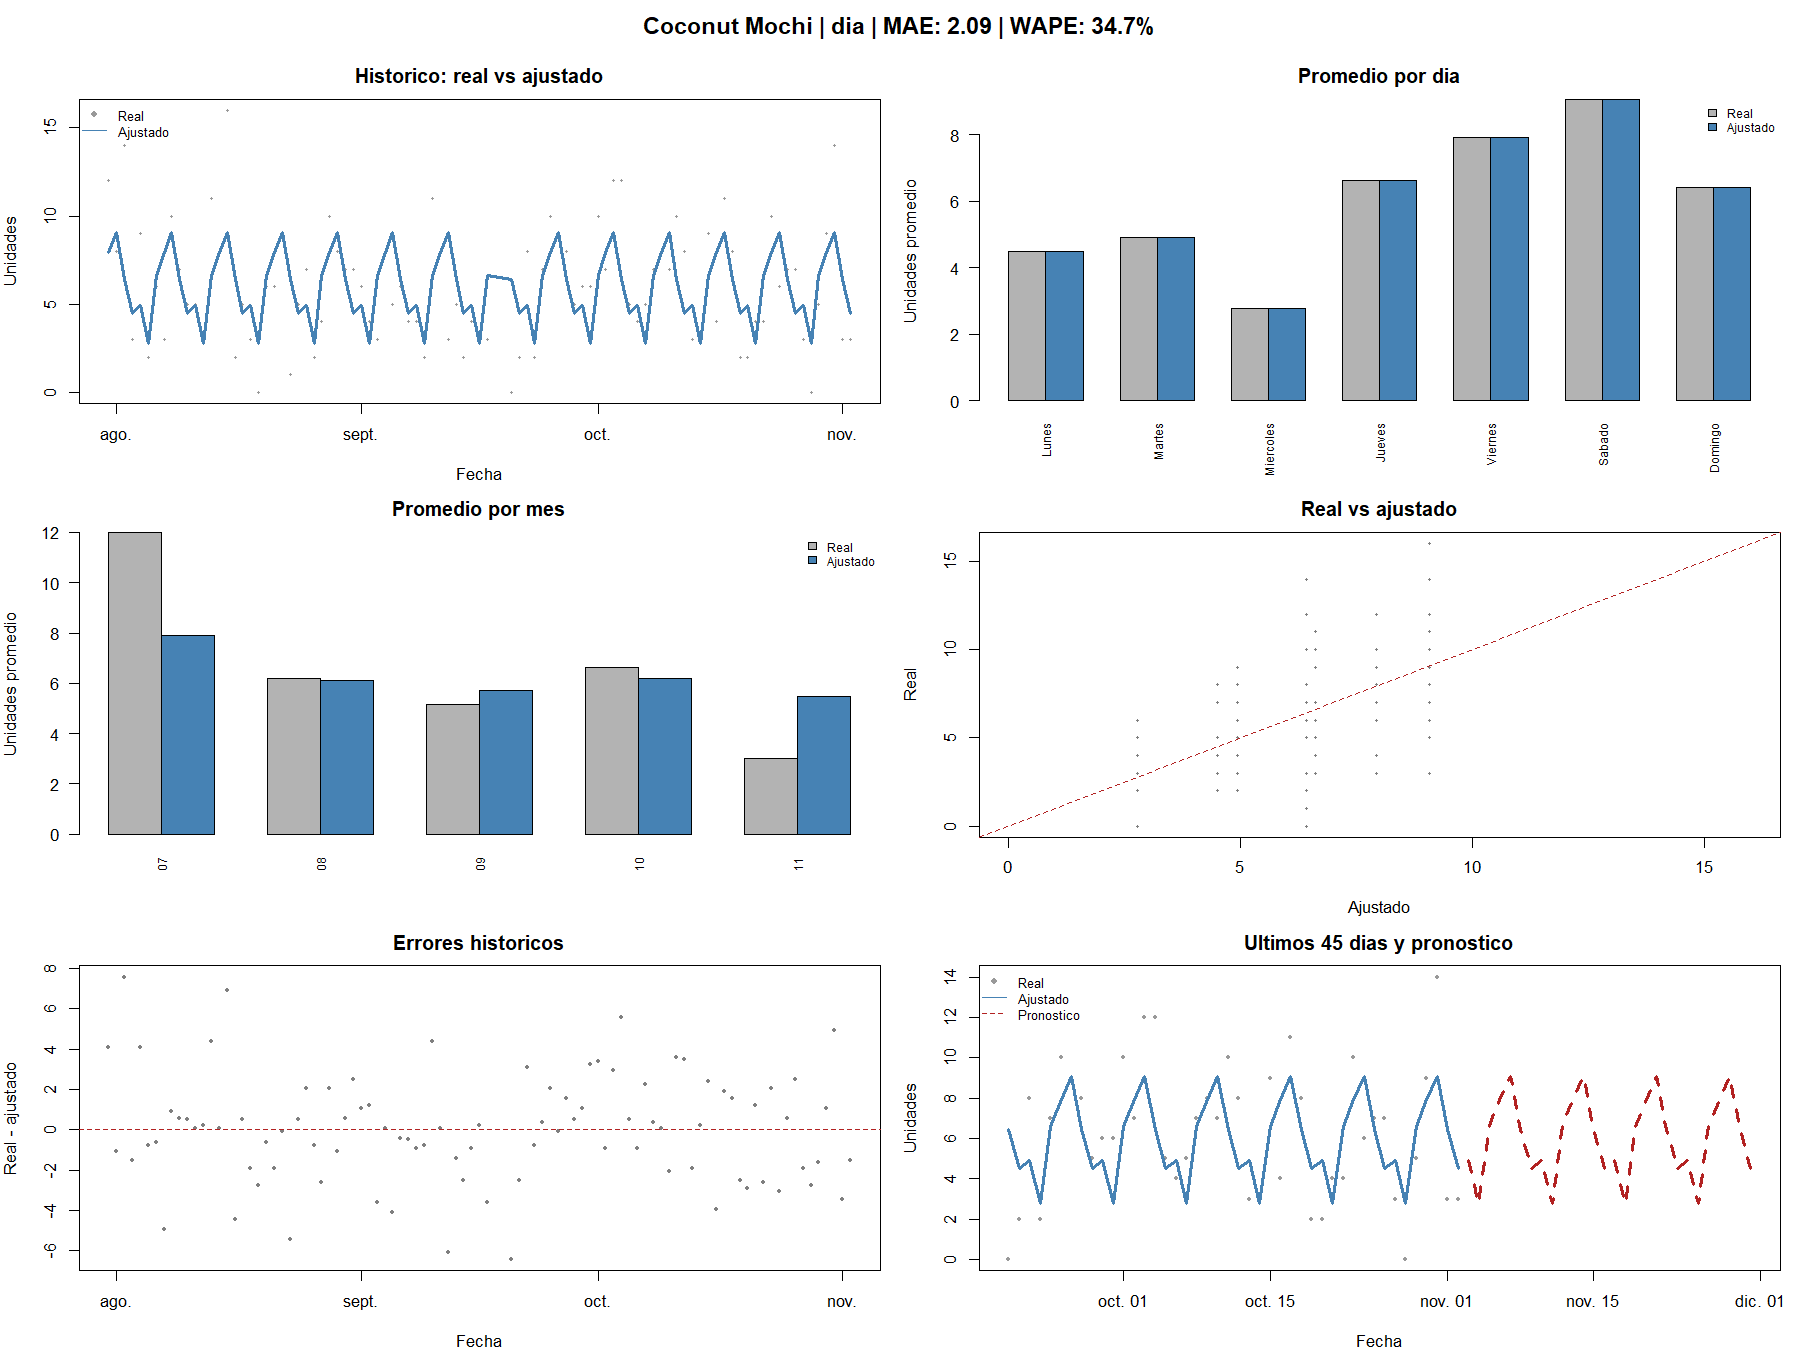 Coconut Mochi | dia | MAE: 2.09 | WAPE: 34.7%
Historico: real vs ajustado
Real
Ajustado
Unidades
0
5
10
15
ago.
sept.
oct.
nov.
Fecha
Promedio por dia
Real
Ajustado
Unidades promedio
0
2
4
6
8
Lunes
Martes
Miercoles
Jueves
Viernes
Sabado
Domingo
Promedio por mes
Real
Ajustado
Unidades promedio
0
2
4
6
8
10
12
07
08
09
10
11
Real vs ajustado
Real
0
5
10
15
0
5
10
15
Ajustado
Errores historicos
Real - ajustado
-6
-4
-2
0
2
4
6
8
ago.
sept.
oct.
nov.
Fecha
Ultimos 45 dias y pronostico
Real
Ajustado
Pronostico
Unidades
0
2
4
6
8
10
12
14
oct. 01
oct. 15
nov. 01
nov. 15
dic. 01
Fecha